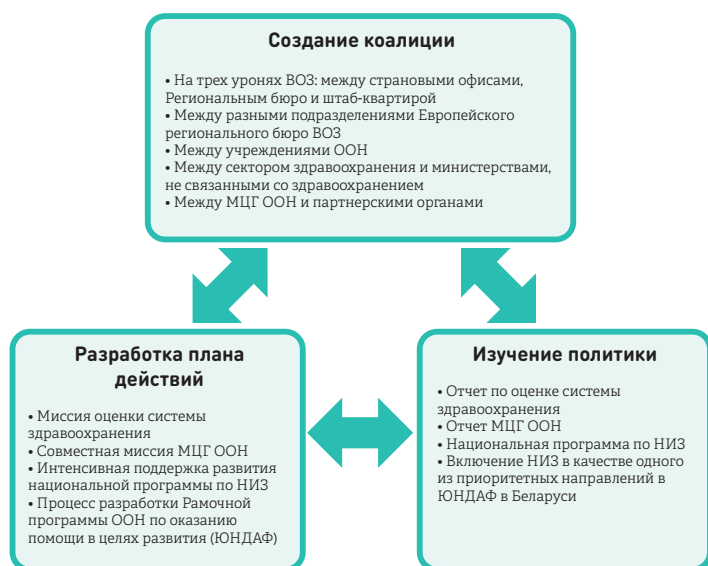 Создание коалиции
• На трех уронях ВОЗ: между страновыми офисами,
Региональным бюро и штаб-квартирой
• Между разными подразделениями Европейского
регионального бюро ВОЗ
• Между учреждениями ООН
• Между сектором здравоохранения и министерствами,
не связанными со здравоохранением
• Между МЦГ ООН и партнерскими органами
Разработка плана
действий
• Миссия оценки системы
здравоохранения
• Совместная миссия МЦГ ООН
• Интенсивная поддержка развития
национальной программы по НИЗ
• Процесс разработки Рамочной
программы ООН по оказанию
помощи в целях развития (ЮНДАФ)
Изучение политики
• Отчет по оценке системы
здравоохранения
• Отчет МЦГ ООН
• Национальная программа по НИЗ
• Включение НИЗ в качестве одного
из приоритетных направлений в
ЮНДАФ в Беларуси